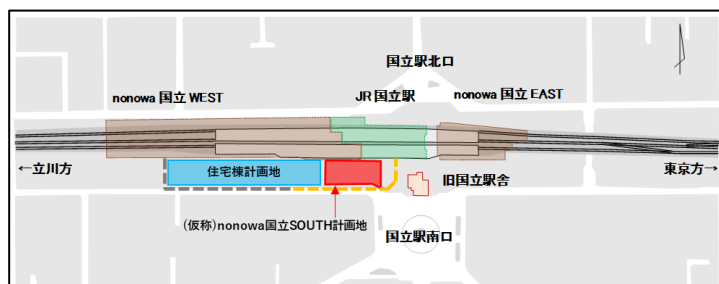 国立駅北口
nonowa 国立 WEST
JR 国立駅
nonowa 国立 EAST
←立川方
住宅棟計画地
旧国立駅舎
東京方→
(仮称)nonowa国立SOUTH計画地
国立駅南口